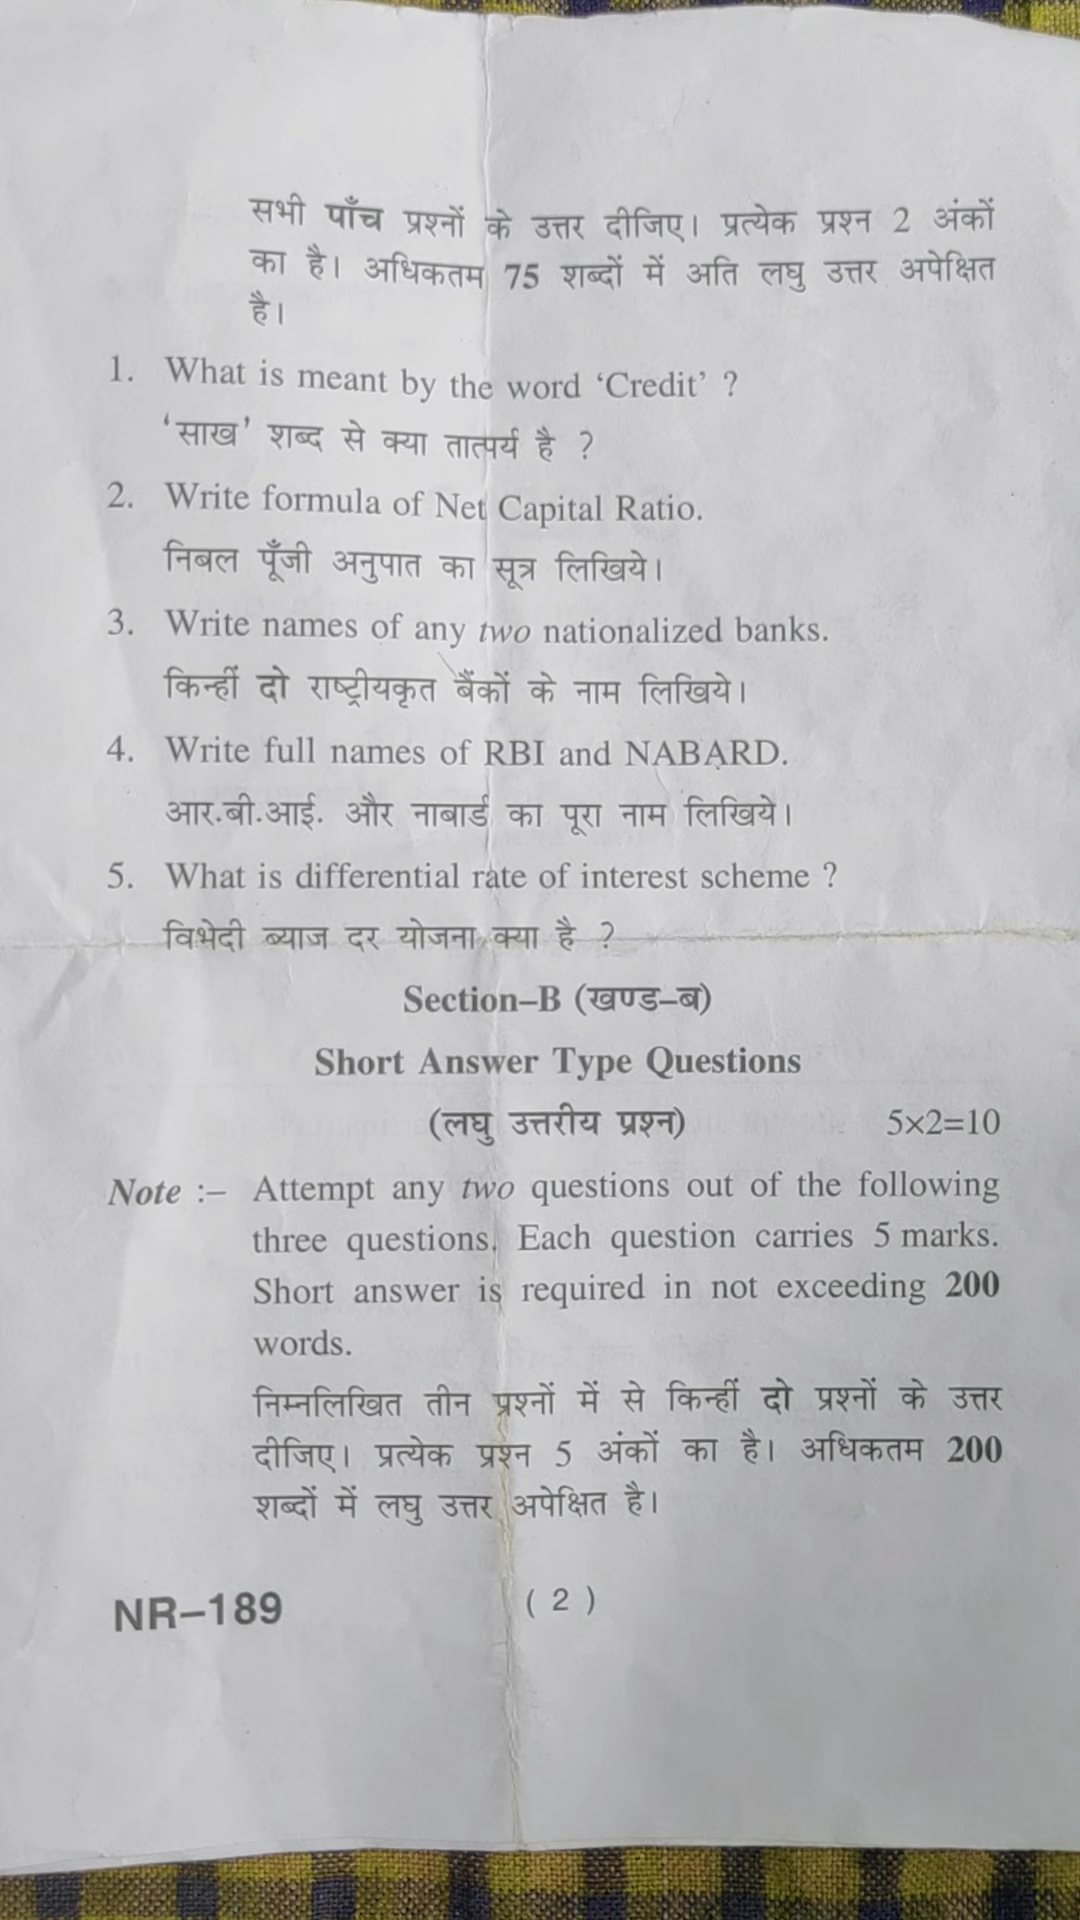 सभी पाँच प्रश्नों के उत्तर दीजिए। प्रत्येक प्रश्न 2 अंकों
का है। अधिकतम 75 शब्दों में अति लघु उत्तर अपेक्षित
है।
1. What is meant by the word ‘Credit’ ?
‘साख’ शब्द से क्या तात्पर्य है ?
2. Write formula of Net Capital Ratio.
निबल पूँजी अनुपात का सूत्र लिखिये।
3. Write names of any two nationalized banks.
किन्हीं दो राष्ट्रीयकृत बैंकों के नाम लिखिये।
4. Write full names of RBI and NABARD.
आर.बी.आई. और नाबार्ड का पूरा नाम लिखिये।
5. What is differential rate of interest scheme ?
विभेदी ब्याज दर योजना क्या है ?
Section–B (खण्ड–ब)
Short Answer Type Questions
(लघु उत्तरीय प्रश्न) 5×2=10
Note :– Attempt any two questions out of the following
three questions. Each question carries 5 marks.
Short answer is required in not exceeding 200
words.
निम्नलिखित तीन प्रश्नों में से किन्हीं दो प्रश्नों के उत्तर
दीजिए। प्रत्येक प्रश्न 5 अंकों का है। अधिकतम 200
शब्दों में लघु उत्तर अपेक्षित है।
NR–189 ( 2 )